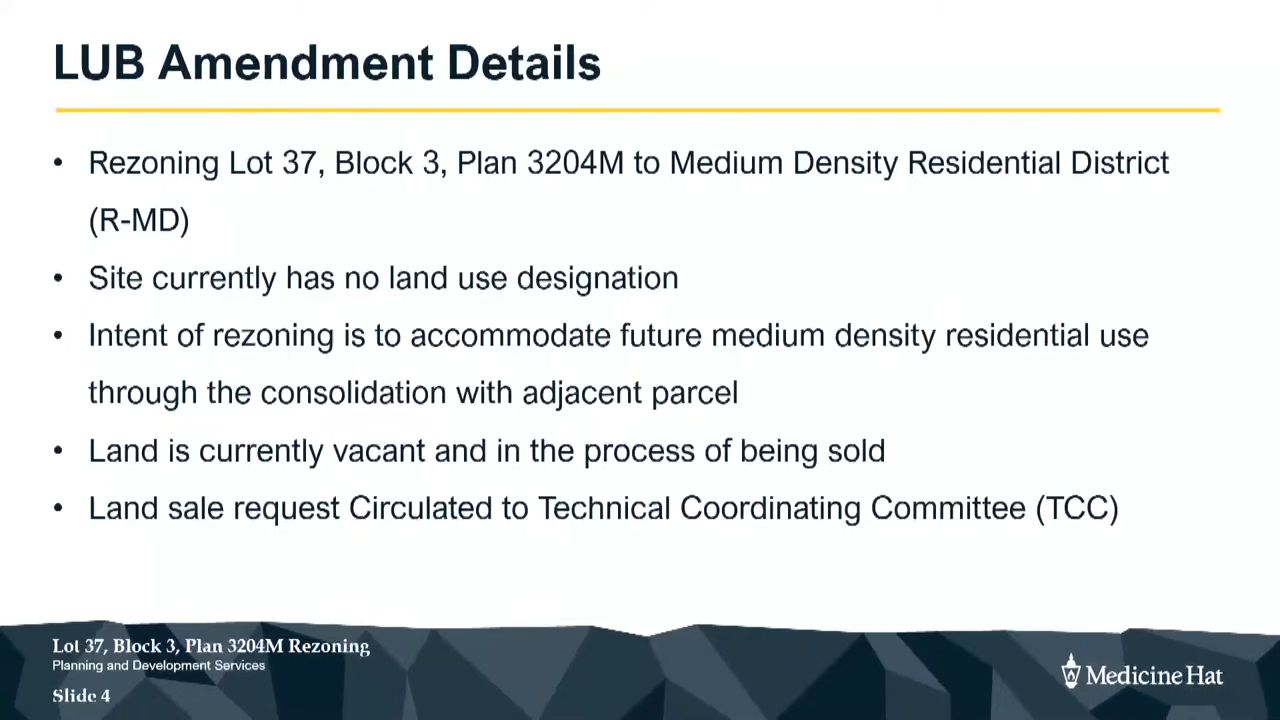 LUB Amendment Details
• Rezoning Lot 37, Block 3, Plan 3204M to Medium Density Residential District
(R-MD)
• Site currently has no land use designation
• Intent of rezoning is to accommodate future medium density residential use
through the consolidation with adjacent parcel
• Land is currently vacant and in the process of being sold
• Land sale request Circulated to Technical Coordinating Committee (TCC)
Lot 37, Block 3, Plan 3204M Rezoning
Planning and Development Services
Slide 4
Medicine Hat